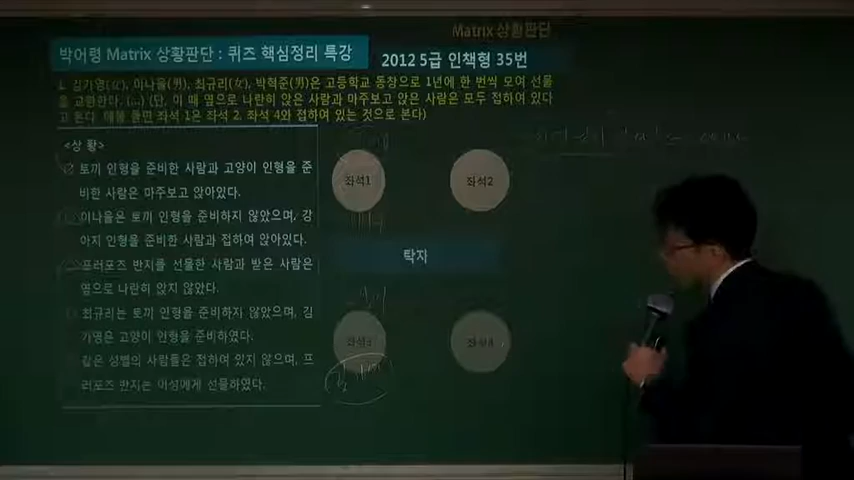 Matrix 상황판단
박어령 Matrix 상황판단 : 퀴즈 핵심정리 특강
2012 5급 인책형 35번
1. 김기영(女), 이나울(男), 최규리(女), 박혁준(男)은 고등학교 동창으로 1년에 한 번씩 모여 선물
을 교환한다. (...) (단, 이 때 옆으로 나란히 앉은 사람과 마주보고 앉은 사람은 모두 접하여 있다
고 본다. 예를 들면 좌석 1은 좌석 2, 좌석 4와 접하여 있는 것으로 본다)
<상 황>
토끼 인형을 준비한 사람과 고양이 인형을 준
비한 사람은 마주보고 앉아있다.
이나울은 토끼 인형을 준비하지 않았으며, 강
아지 인형을 준비한 사람과 접하여 앉아있다.
프러포즈 반지를 선물한 사람과 받은 사람은
옆으로 나란히 앉지 않았다.
최규리는 토끼 인형을 준비하지 않았으며, 김
기영은 고양이 인형을 준비하였다.
같은 성별의 사람들은 접하여 있지 않으며, 프
러포즈 반지는 이성에게 선물하였다.
좌석1
좌석2
탁자
좌석3
좌석4